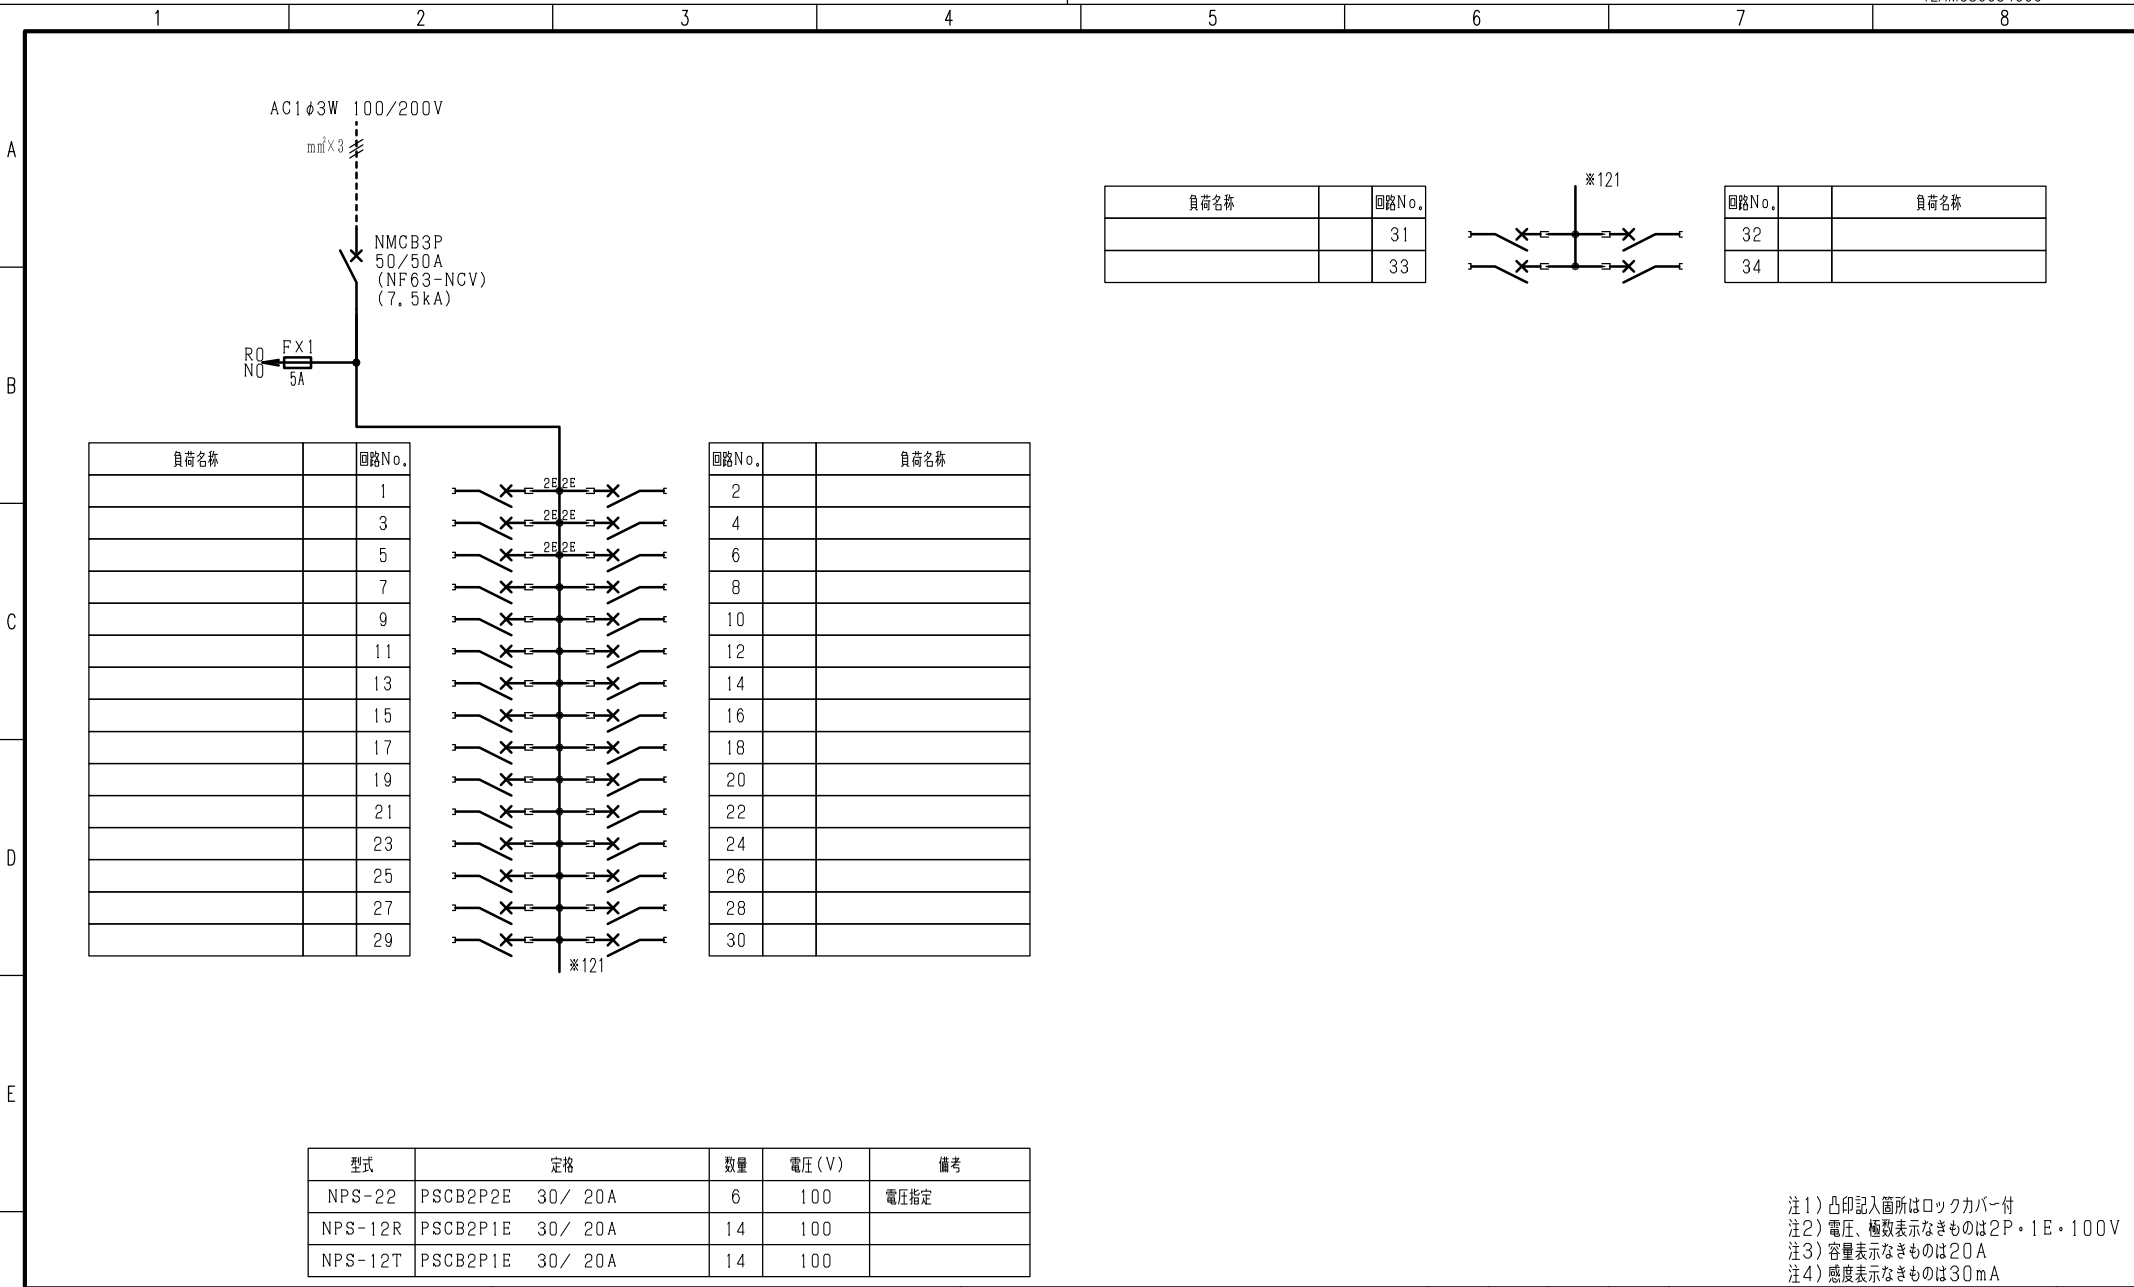 1 2 3 4 5 6 7 8
A
B
C
D
E
AC1φ3W 100/200V
mm²×3
NMCB3P
50/50A
(NF63-NCV)
(7.5kA)
R0
N0
F×1
5A
負荷名称 回路No.
1
3
5
7
9
11
13
15
17
19
21
23
25
27
29
2E 2E
2E 2E
2E 2E
※121
回路No. 負荷名称
2
4
6
8
10
12
14
16
18
20
22
24
26
28
30
負荷名称 回路No.
31
33
※121
回路No. 負荷名称
32
34
型式 定格 数量 電圧(V) 備考
NPS-22 PSCB2P2E 30/ 20A 6 100 電圧指定
NPS-12R PSCB2P1E 30/ 20A 14 100
NPS-12T PSCB2P1E 30/ 20A 14 100
注1)凸印記入箇所はロックカバー付
注2)電圧、極数表示なきものは2P・1E・100V
注3)容量表示なきものは20A
注4)感度表示なきものは30mA